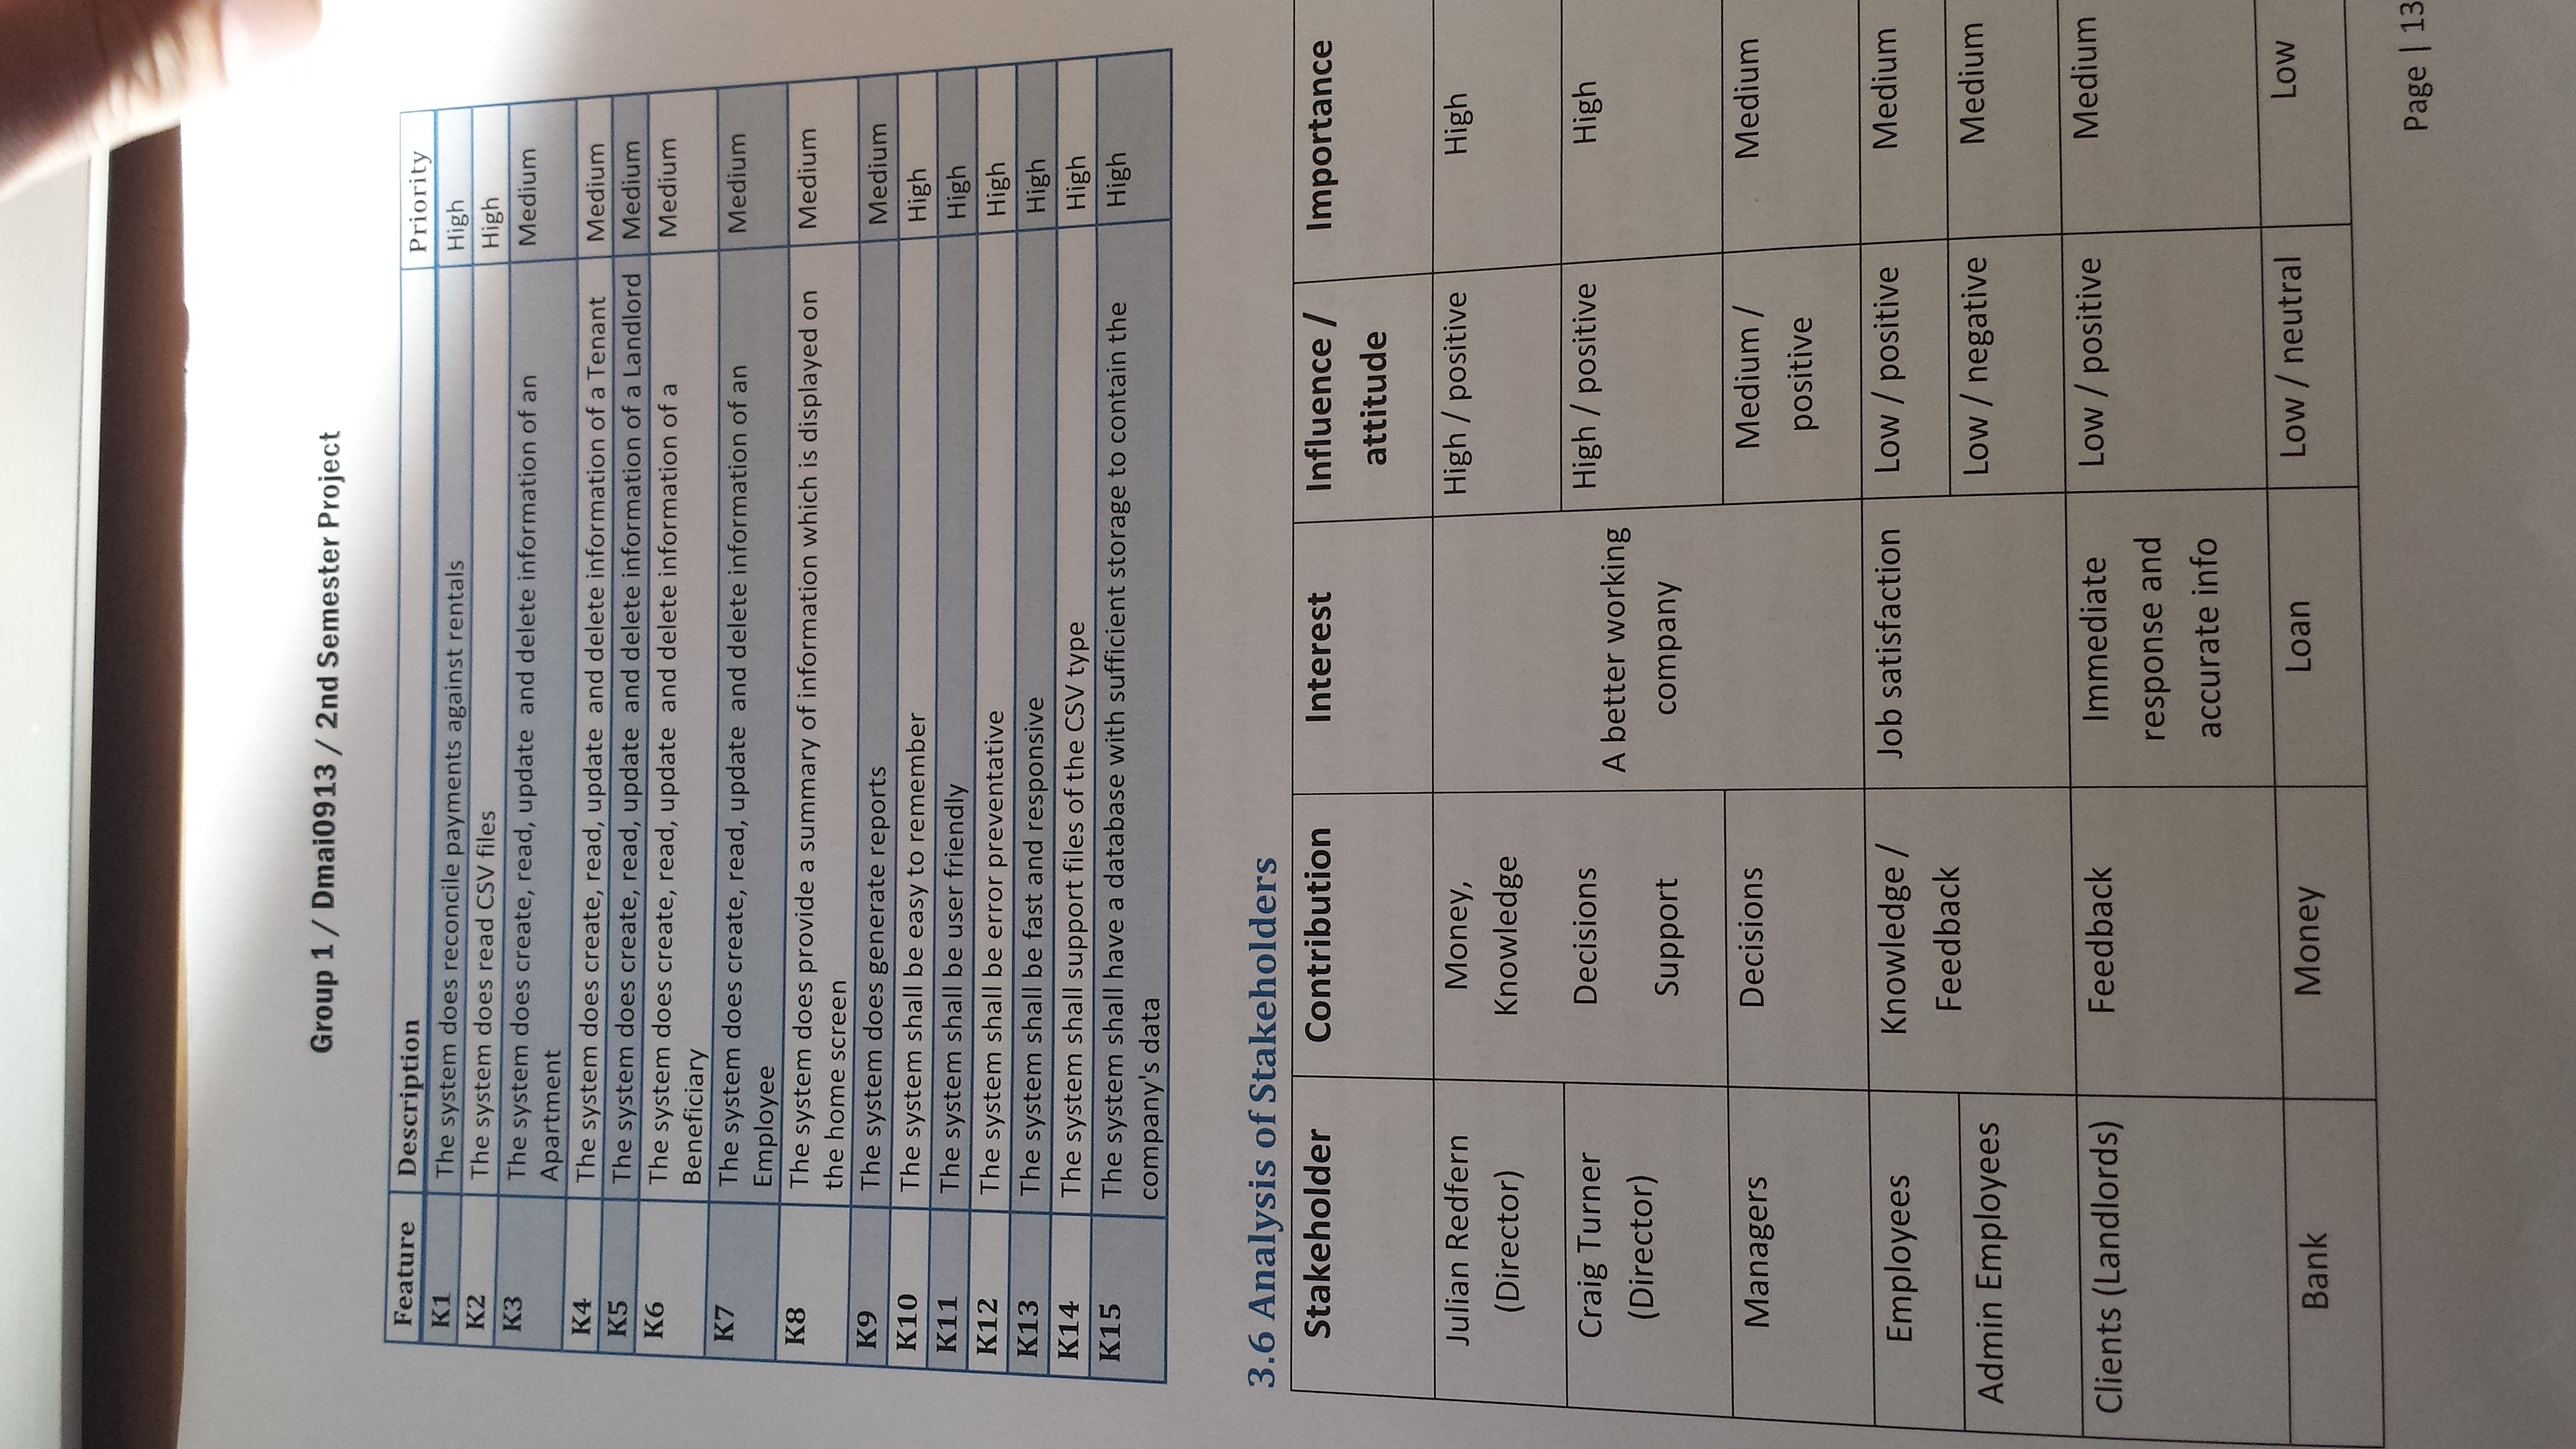 Group 1 / Dmai0913 / 2nd Semester Project
Feature Description Priority
K1 The system does reconcile payments against rentals High
K2 The system does read CSV files High
K3 The system does create, read, update and delete information of an Medium
Apartment
K4 The system does create, read, update and delete information of a Tenant Medium
K5 The system does create, read, update and delete information of a Landlord Medium
K6 The system does create, read, update and delete information of a Medium
Beneficiary
K7 The system does create, read, update and delete information of an Medium
Employee
K8 The system does provide a summary of information which is displayed on Medium
the home screen
K9 The system does generate reports Medium
K10 The system shall be easy to remember High
K11 The system shall be user friendly High
K12 The system shall be error preventative High
K13 The system shall be fast and responsive High
K14 The system shall support files of the CSV type High
K15 The system shall have a database with sufficient storage to contain the High
company's data
3.6 Analysis of Stakeholders
Stakeholder Contribution Interest Influence / Importance
attitude
Julian Redfern Money, High / positive High
(Director) Knowledge
Craig Turner Decisions High / positive High
A better working
(Director) Support company
Managers Decisions Medium / Medium
positive
Employees Knowledge / Job satisfaction Low / positive Medium
Feedback
Admin Employees Low / negative Medium
Clients (Landlords) Feedback Immediate Low / positive Medium
response and
accurate info
Bank Money Loan Low / neutral Low
Page | 13